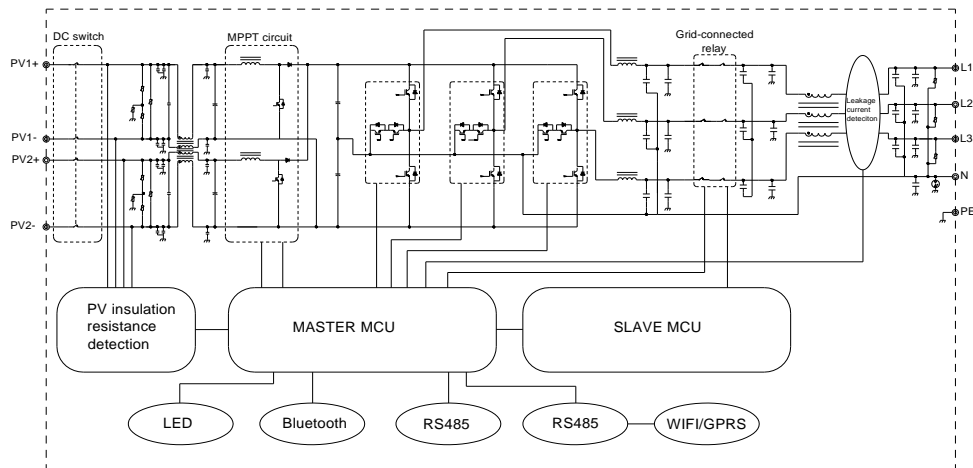 DC switch
MPPT circuit
Grid-connected
relay
PV1+
PV1-
PV2+
PV2-
Leakage
current
deteciton
L1
L2
L3
N
PE
PV insulation
resistance
detection
MASTER MCU
SLAVE MCU
LED
Bluetooth
RS485
RS485
WIFI/GPRS